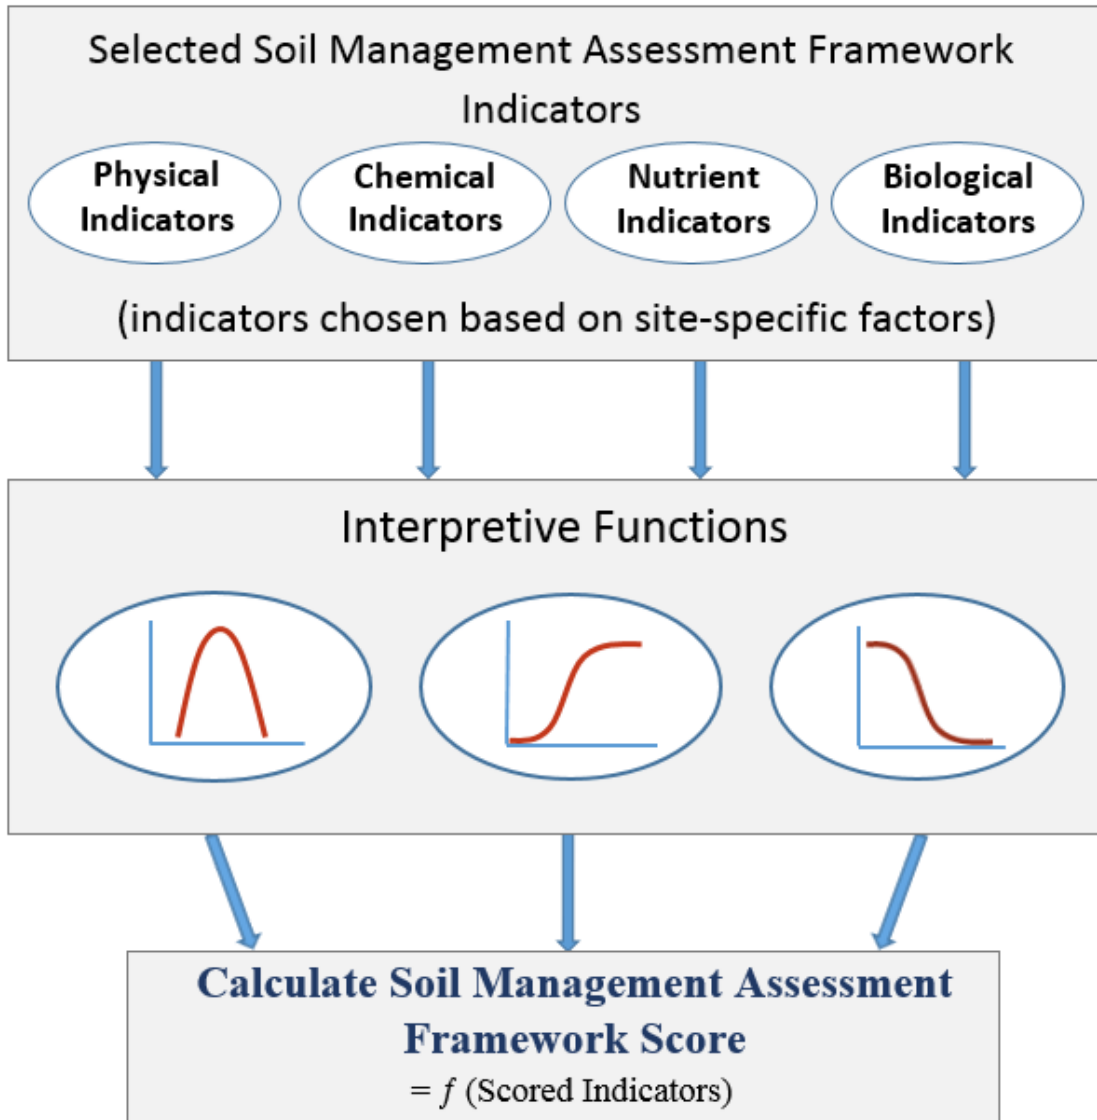 Selected Soil Management Assessment Framework
Indicators
Physical
Indicators
Chemical
Indicators
Nutrient
Indicators
Biological
Indicators
(indicators chosen based on site-specific factors)
Interpretive Functions
Calculate Soil Management Assessment
Framework Score
= f (Scored Indicators)